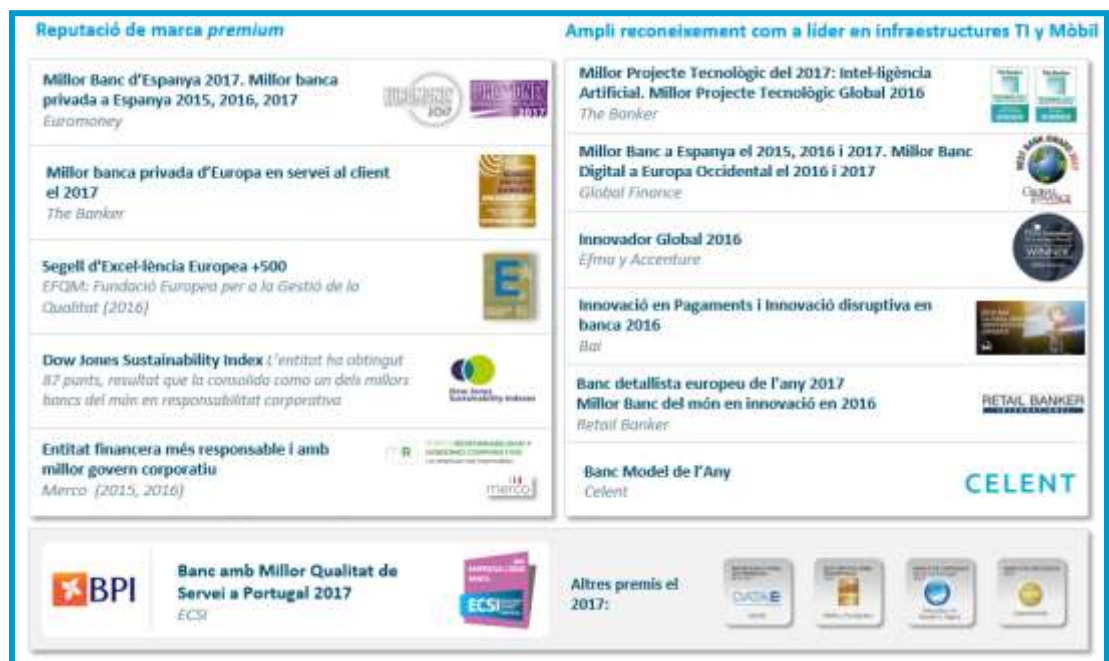 Reputació de marca premium
Millor Banc d'Espanya 2017. Millor banca
privada a Espanya 2015, 2016, 2017
Euromoney
2017
2017
Millor banca privada d'Europa en servei al client
el 2017
The Banker
Segell d'Excel·lència Europea +500
EFQM: Fundació Europea per a la Gestió de la
Qualitat (2016)
Dow Jones Sustainability Index L'entitat ha obtingut
87 punts, resultat que la consolida como un dels millors
bancs del món en responsabilitat corporativa
Dow Jones
Sustainability Indexes
Entitat financera més responsable i amb
millor govern corporatiu
Merco (2015, 2016)
merco
Ampli reconeixement com a líder en infraestructures TI y Mòbil
Millor Projecte Tecnològic del 2017: Intel·ligència
Artificial. Millor Projecte Tecnològic Global 2016
The Banker
Millor Banc a Espanya el 2015, 2016 i 2017. Millor Banc
Digital a Europa Occidental el 2016 i 2017
Global Finance
Innovador Global 2016
Efma y Accenture
WINNER
Innovació en Pagaments i Innovació disruptiva en
banca 2016
Bai
Banc detallista europeu de l'any 2017
Millor Banc del món en innovació en 2016
Retail Banker
RETAIL BANKER
Banc Model de l'Any
Celent
CELENT
BPI
Banc amb Millor Qualitat de
Servei a Portugal 2017
ECSI
ECSI
Altres premis el
2017: